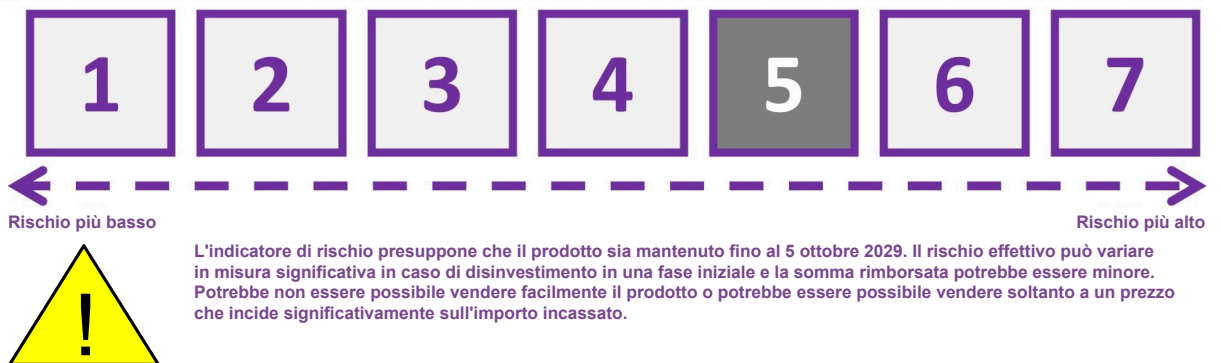 1 2 3 4 5 6 7
Rischio più basso Rischio più alto
L'indicatore di rischio presuppone che il prodotto sia mantenuto fino al 5 ottobre 2029. Il rischio effettivo può variare
in misura significativa in caso di disinvestimento in una fase iniziale e la somma rimborsata potrebbe essere minore.
Potrebbe non essere possibile vendere facilmente il prodotto o potrebbe essere possibile vendere soltanto a un prezzo
che incide significativamente sull'importo incassato.
!